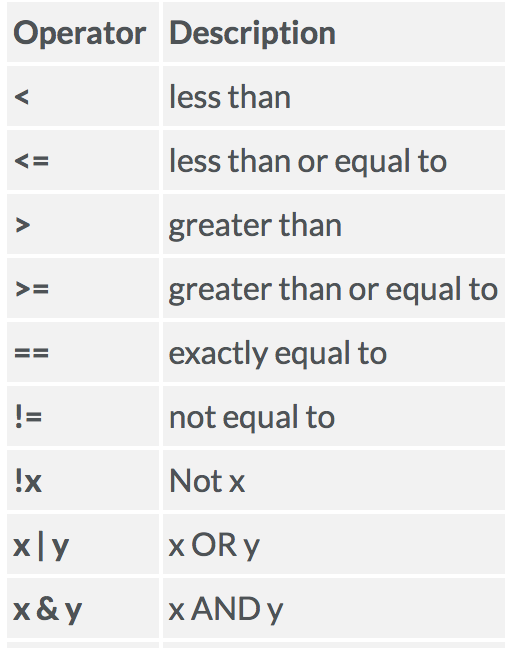 Operator Description
< less than
<= less than or equal to
> greater than
>= greater than or equal to
== exactly equal to
!= not equal to
!x Not x
x | y x OR y
x & y x AND y